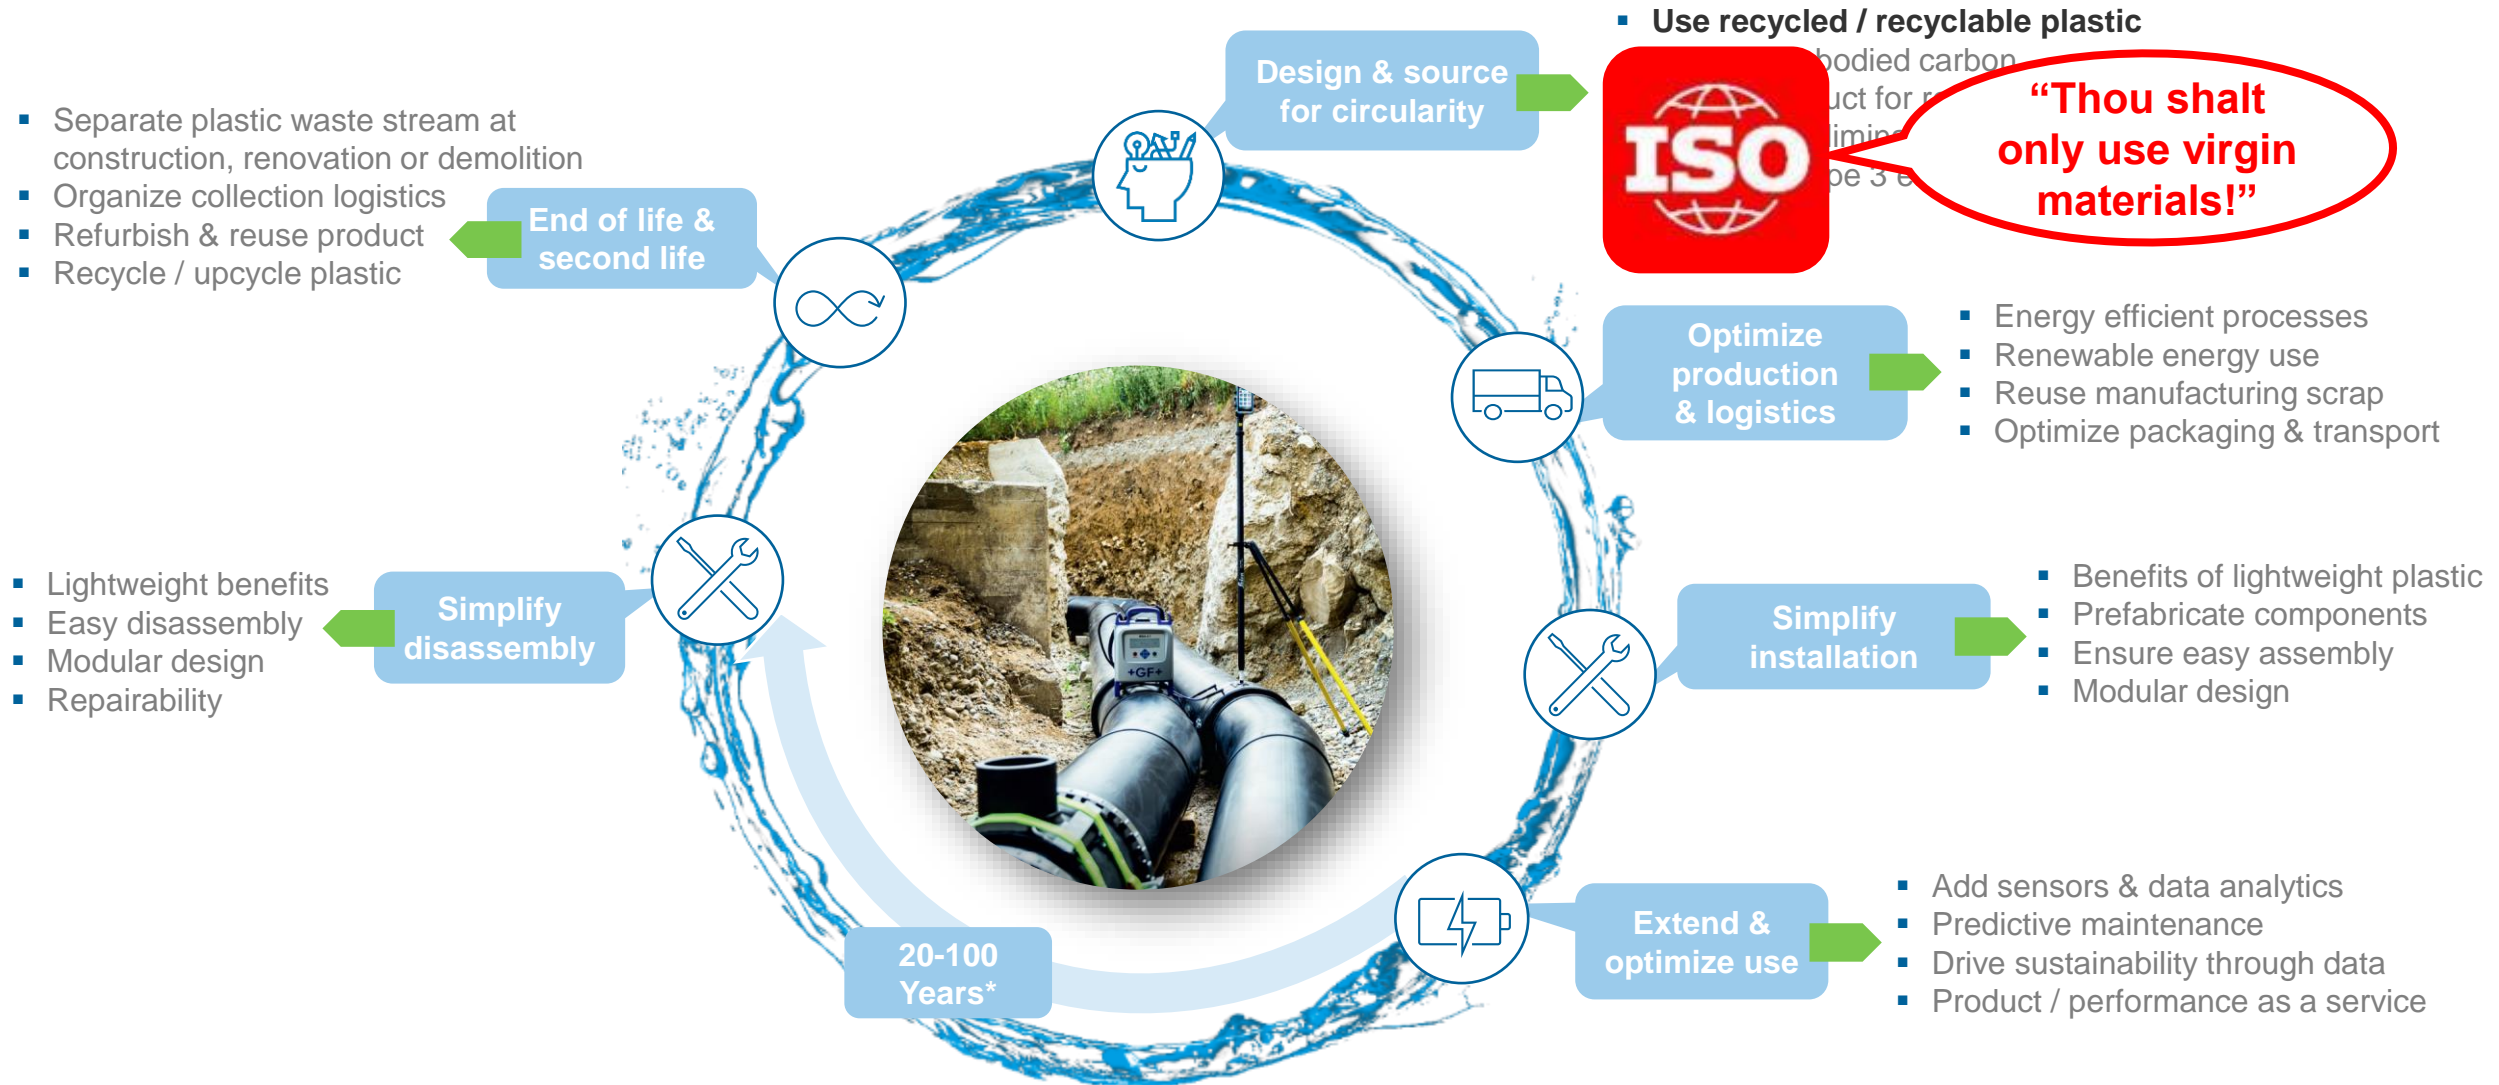 Use recycled / recyclable plastic
carbon
for
3
ISO
“Thou shalt
only use virgin
materials!”
Design & source
for circularity
Separate plastic waste stream at
construction, renovation or demolition
Organize collection logistics
Refurbish & reuse product
Recycle / upcycle plastic
End of life &
second life
Optimize
production
& logistics
Energy efficient processes
Renewable energy use
Reuse manufacturing scrap
Optimize packaging & transport
Lightweight benefits
Easy disassembly
Modular design
Repairability
Simplify
disassembly
Simplify
installation
Benefits of lightweight plastic
Prefabricate components
Ensure easy assembly
Modular design
+GF+
20-100
Years*
Extend &
optimize use
Add sensors & data analytics
Predictive maintenance
Drive sustainability through data
Product / performance as a service